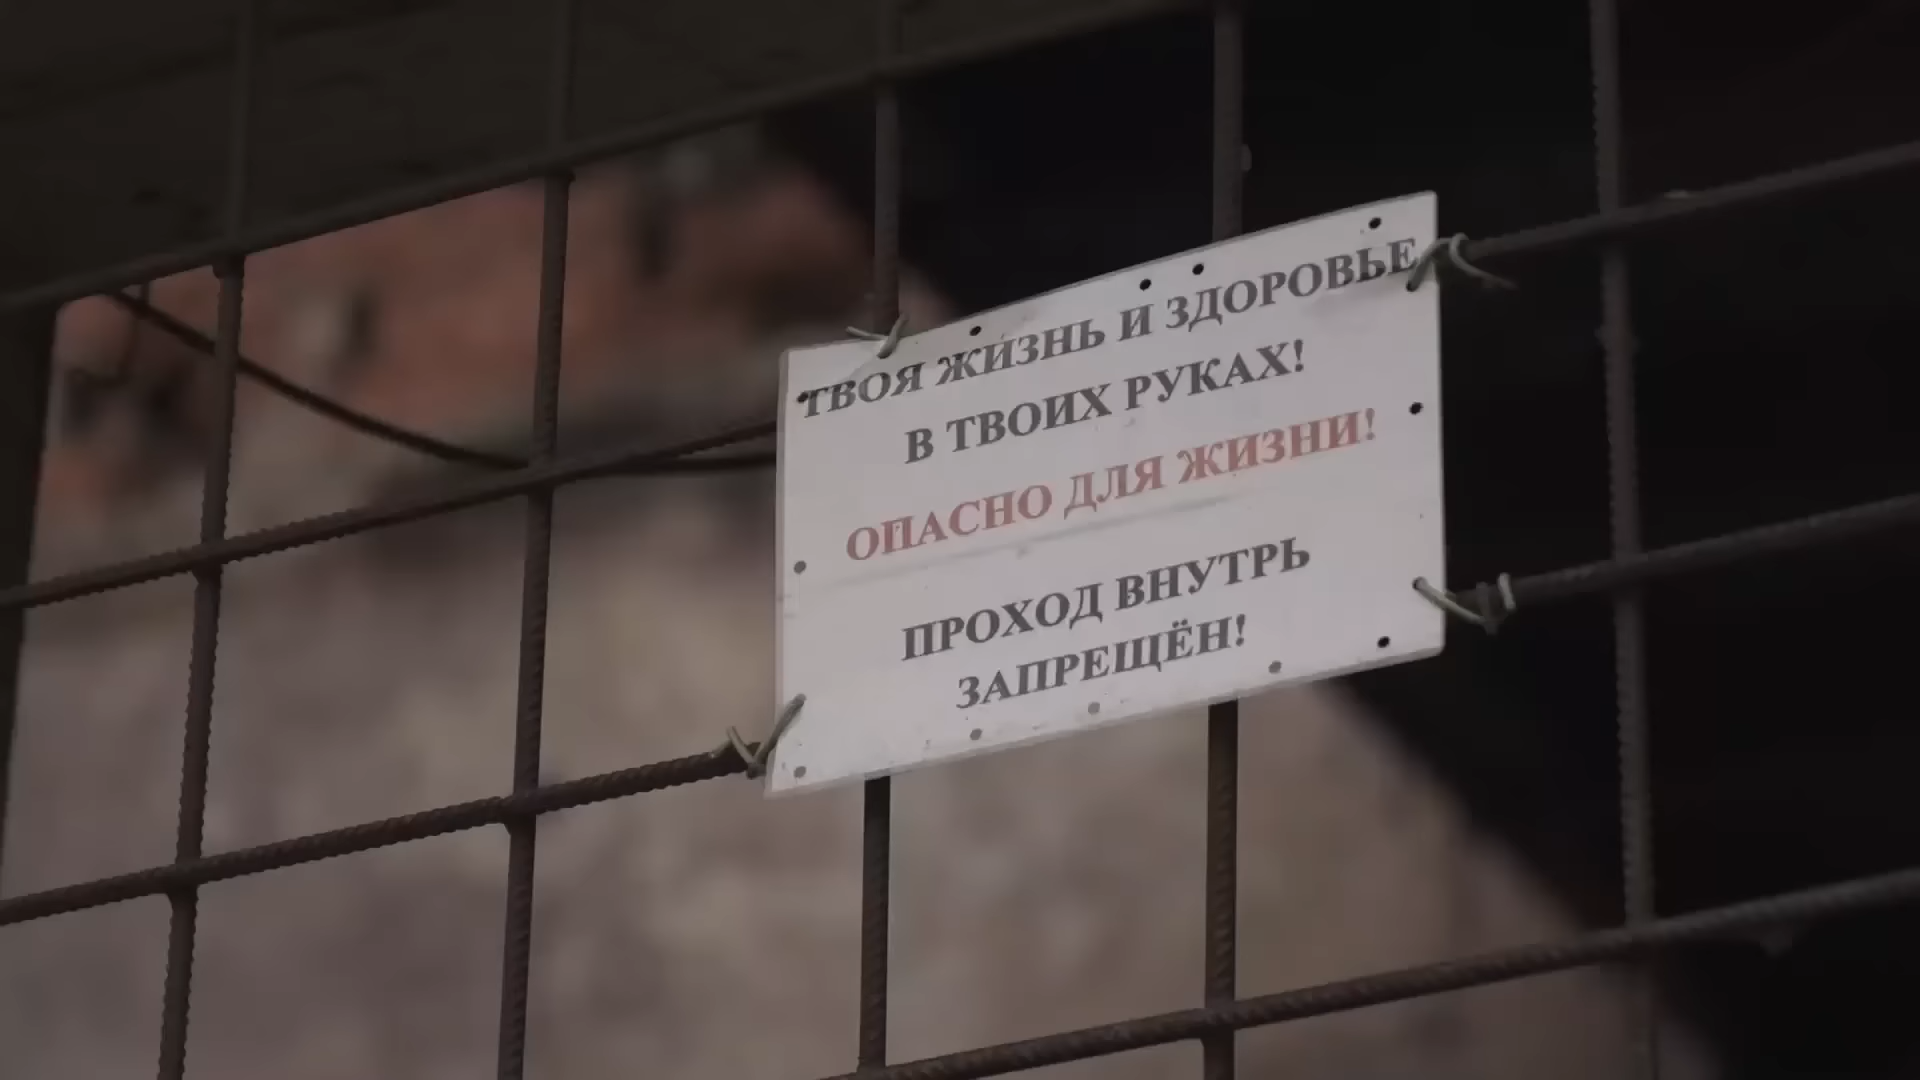 ТВОЯ ЖИЗНЬ И ЗДОРОВЬЕ
В ТВОИХ РУКАХ!
ОПАСНО ДЛЯ ЖИЗНИ!
ПРОХОД ВНУТРЬ
ЗАПРЕЩЁН!